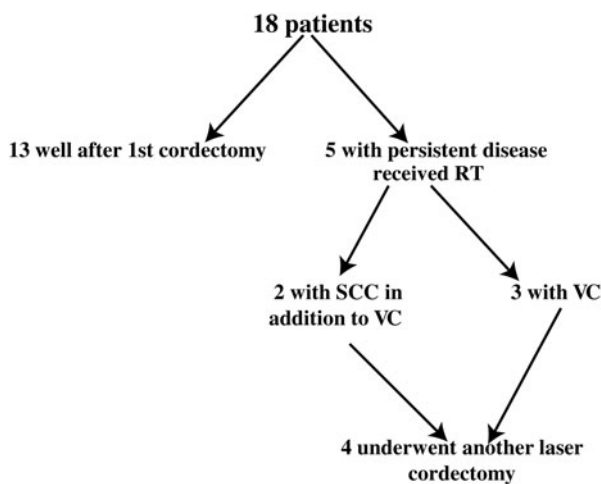 18 patients
13 well after 1st cordectomy
5 with persistent disease
received RT
2 with SCC in
addition to VC
3 with VC
4 underwent another laser
cordectomy